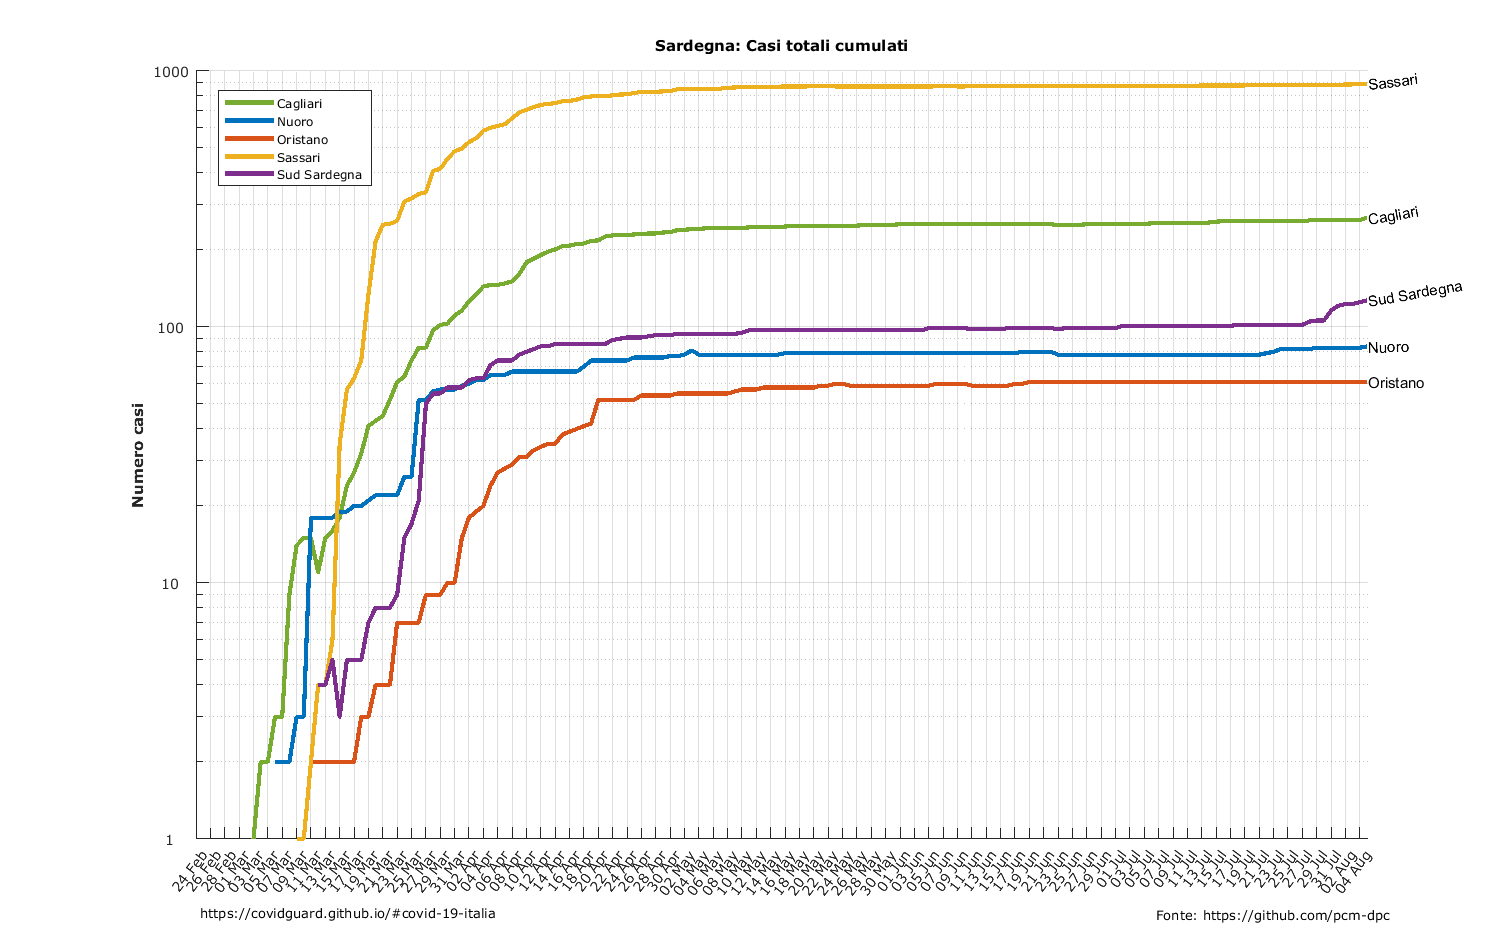 Sardegna: Casi totali cumulati
1000
100
10
1
Numero casi
Cagliari
Nuoro
Oristano
Sassari
Sud Sardegna
Sassari
Cagliari
Sud Sardegna
Nuoro
Oristano
24 Feb
26 Feb
28 Feb
01 Mar
03 Mar
05 Mar
07 Mar
09 Mar
11 Mar
13 Mar
15 Mar
17 Mar
19 Mar
21 Mar
23 Mar
25 Mar
27 Mar
29 Mar
31 Mar
02 Apr
04 Apr
06 Apr
08 Apr
10 Apr
12 Apr
14 Apr
16 Apr
18 Apr
20 Apr
22 Apr
24 Apr
26 Apr
28 Apr
30 Apr
02 May
04 May
06 May
08 May
10 May
12 May
14 May
16 May
18 May
20 May
22 May
24 May
26 May
28 May
30 May
01 Jun
03 Jun
05 Jun
07 Jun
09 Jun
11 Jun
13 Jun
15 Jun
17 Jun
19 Jun
21 Jun
23 Jun
25 Jun
27 Jun
29 Jun
01 Jul
03 Jul
05 Jul
07 Jul
09 Jul
11 Jul
13 Jul
15 Jul
17 Jul
19 Jul
21 Jul
23 Jul
25 Jul
27 Jul
29 Jul
31 Jul
02 Aug
04 Aug
https://covidguard.github.io/#covid-19-italia
Fonte: https://github.com/pcm-dpc